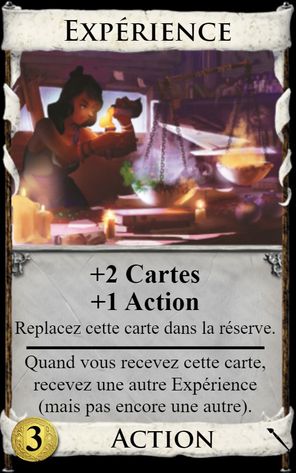 EXPÉRIENCE
+2 Cartes
+1 Action
Replacez cette carte dans la réserve.
Quand vous recevez cette carte,
recevez une autre Expérience
(mais pas encore une autre).
3 ACTION